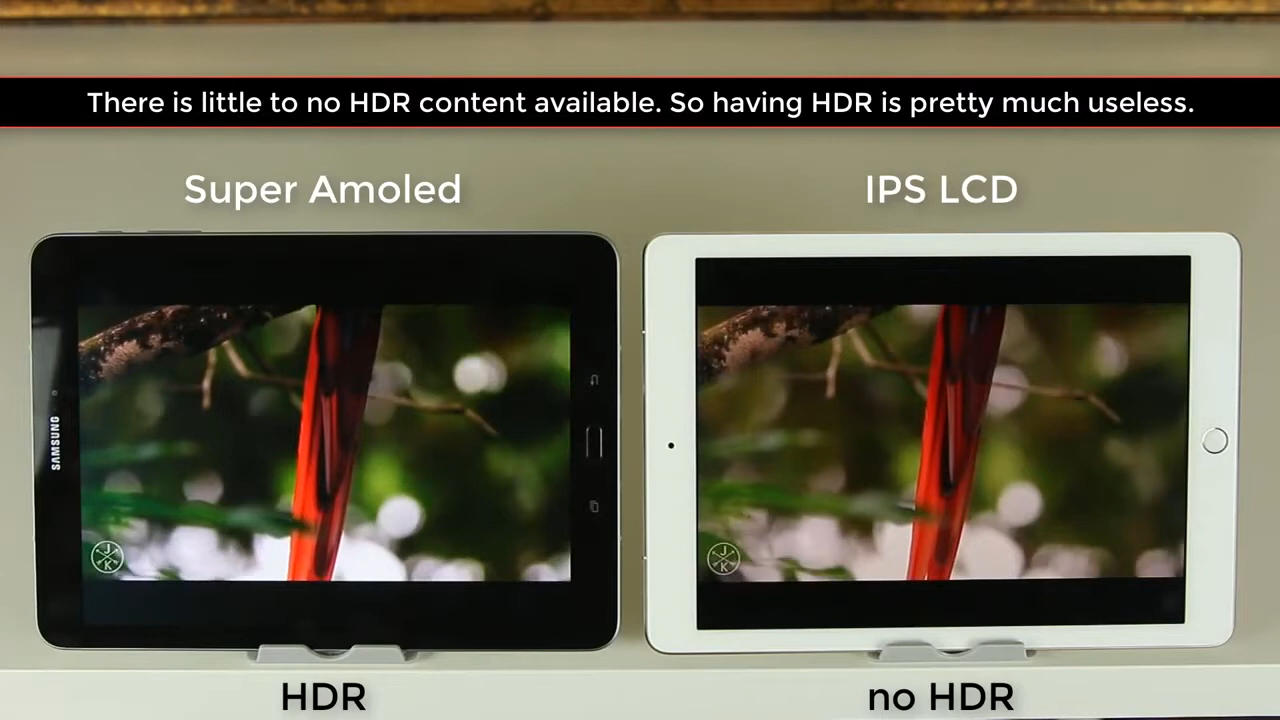 There is little to no HDR content available. So having HDR is pretty much useless.
Super Amoled
IPS LCD
SAMSUNG
J
K
J
K
HDR
no HDR